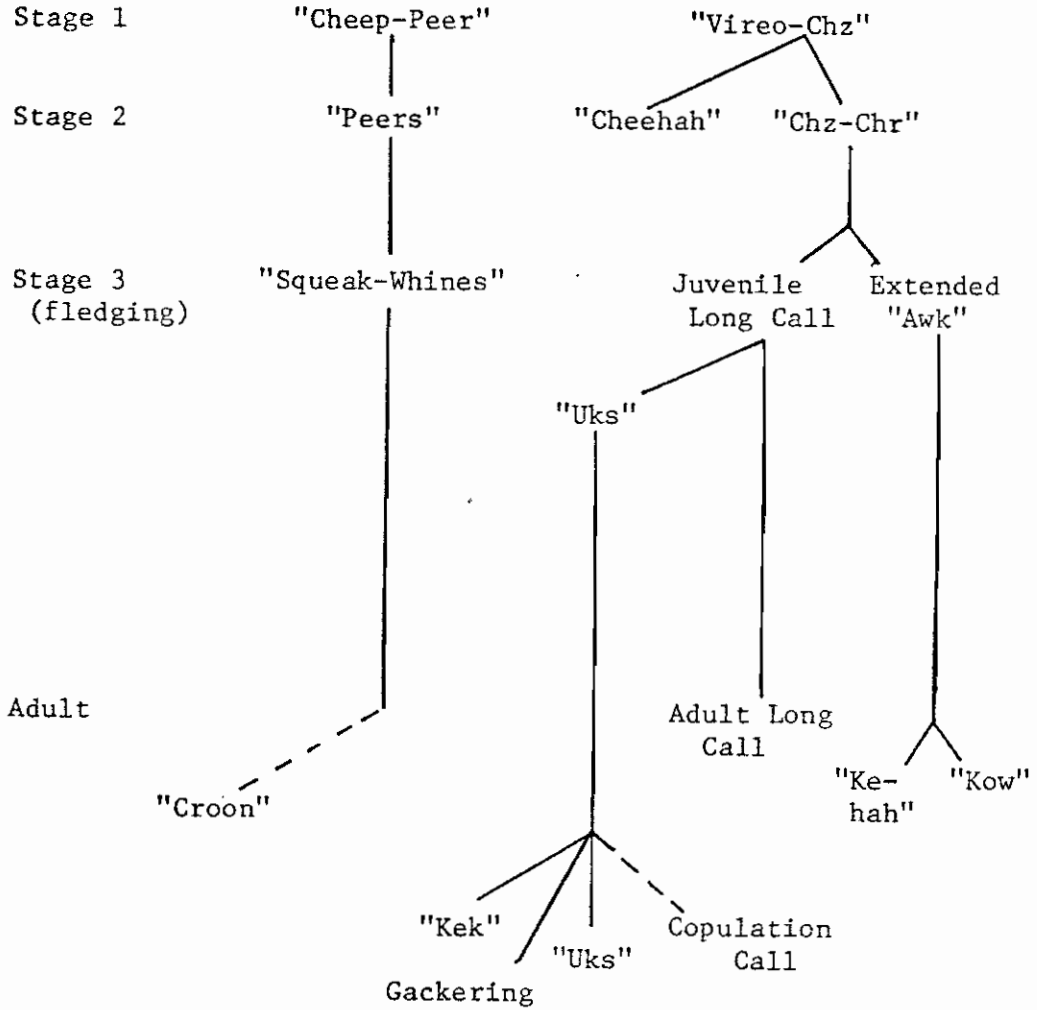 Stage 1 "Cheep-Peer" "Vireo-Chz"
Stage 2 "Peers" "Cheehah" "Chz-Chr"
Stage 3 "Squeak-Whines" Juvenile Extended
(fledging) Long Call "Awk"
"Uks"
Adult Adult Long
Call
"Croon" "Ke- "Kow"
hah"
"Kek" "Uks" Copulation
Call
Gackering